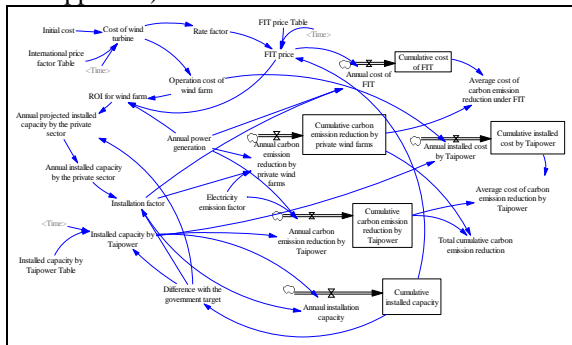 Initial cost
Cost of wind
turbine
Rate factor
FIT price Table
<Time>
International price
factor Table
<Time>
FIT price
Annual cost of
FIT
Cumulative cost
of FIT
Operation cost of
wind farm
Average cost of
carbon emission
reduction under FIT
ROI for wind farm
Annual projected installed
capacity by the private
sector
Annual power
generation
Annual carbon
emission
reduction by
private wind
farms
Cumulative carbon
emission reduction by
private wind farms
Annual installed
cost by Taipower
Cumulative installed
cost by Taipower
Annual installed
capacity by the private sector
Installation factor
Electricity emission factor
Average cost of carbon
emission reduction by
Taipower
<Time>
Installed capacity by
Taipower
Annual carbon
emission reduction by
Taipower
Cumulative
carbon emission
reduction by
Taipower
Total cumulative carbon
emission reduction
Installed capacity by
Taipower Table
Difference with the
government target
Annaul installation
capacity
Cumulative
installed capacity